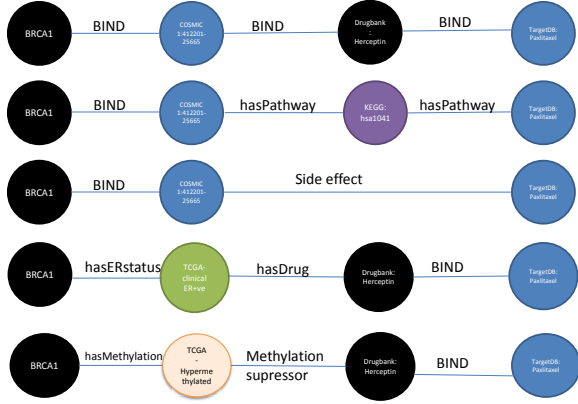 BIND
BIND
BIND
BRCA1
COSMIC
1:412201-
25665
Drugbank
:
Herceptin
TargetDB:
Paxlitaxel
BIND
hasPathway
hasPathway
BRCA1
COSMIC
1:412201-
25665
KEGG:
hsa1041
TargetDB:
Paxlitaxel
BIND
Side effect
BRCA1
COSMIC
1:412201-
25665
TargetDB:
Paxlitaxel
hasERstatus
hasDrug
BIND
BRCA1
TCGA-
clinical
ER+ve
Drugbank:
Herceptin
TargetDB:
Paxlitaxel
hasMethylation
Methylation
supressor
BIND
BRCA1
TCGA
-
Hyperme
thylated
Drugbank:
Herceptin
TargetDB:
Paxlitaxel